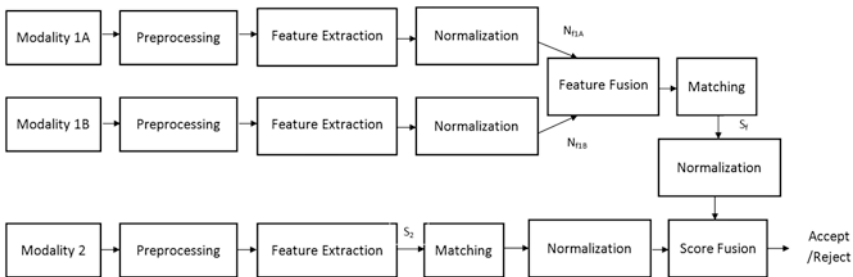 Modality 1A
Preprocessing
Feature Extraction
Normalization
Nf1A
Feature Fusion
Matching
Modality 1B
Preprocessing
Feature Extraction
Normalization
Nf1B
Sf
Normalization
Modality 2
Preprocessing
Feature Extraction
S2
Matching
Normalization
Score Fusion
Accept
/Reject